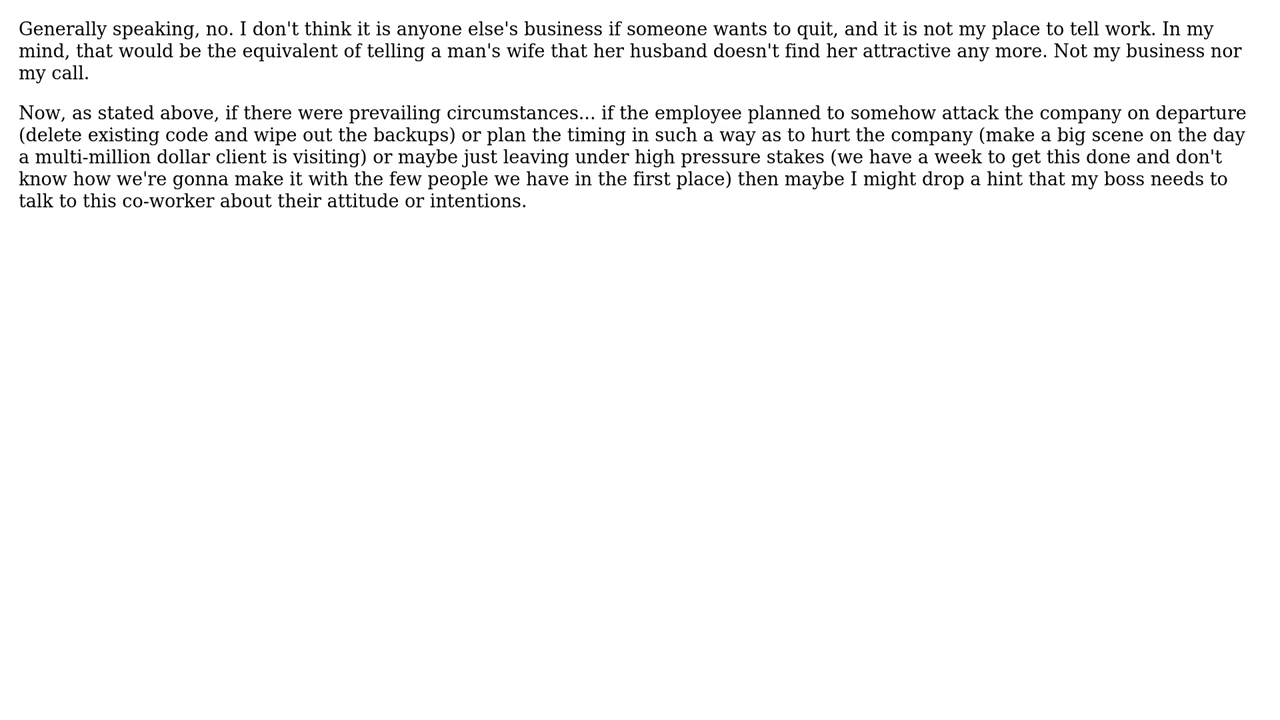 Generally speaking, no. I don't think it is anyone else's business if someone wants to quit, and it is not my place to tell work. In my
mind, that would be the equivalent of telling a man's wife that her husband doesn't find her attractive any more. Not my business nor
my call.
Now, as stated above, if there were prevailing circumstances... if the employee planned to somehow attack the company on departure
(delete existing code and wipe out the backups) or plan the timing in such a way as to hurt the company (make a big scene on the day
a multi-million dollar client is visiting) or maybe just leaving under high pressure stakes (we have a week to get this done and don't
know how we're gonna make it with the few people we have in the first place) then maybe I might drop a hint that my boss needs to
talk to this co-worker about their attitude or intentions.